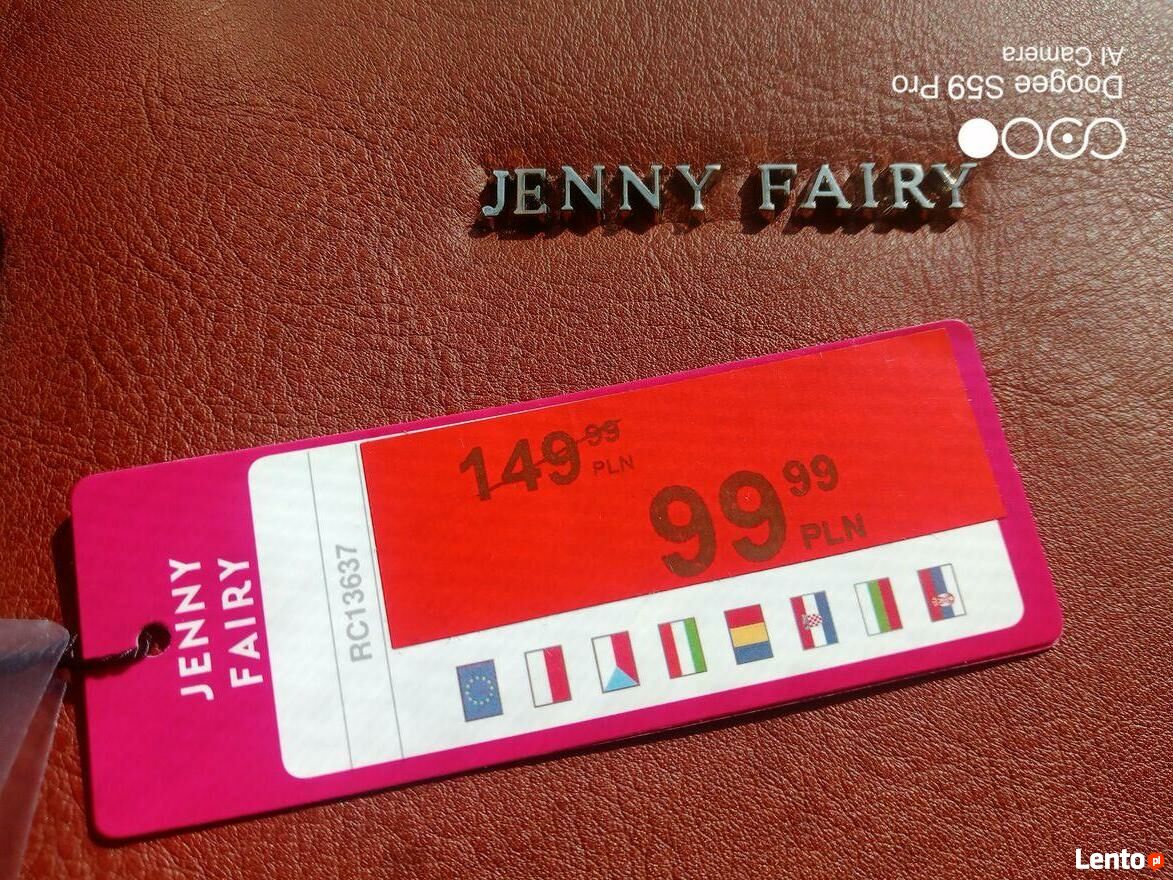 Doogee S59 Pro
AI Camera
JENNY FAIRY
149 99
PLN
99 99
PLN
RC13637
JENNY
FAIRY
Lento.pl